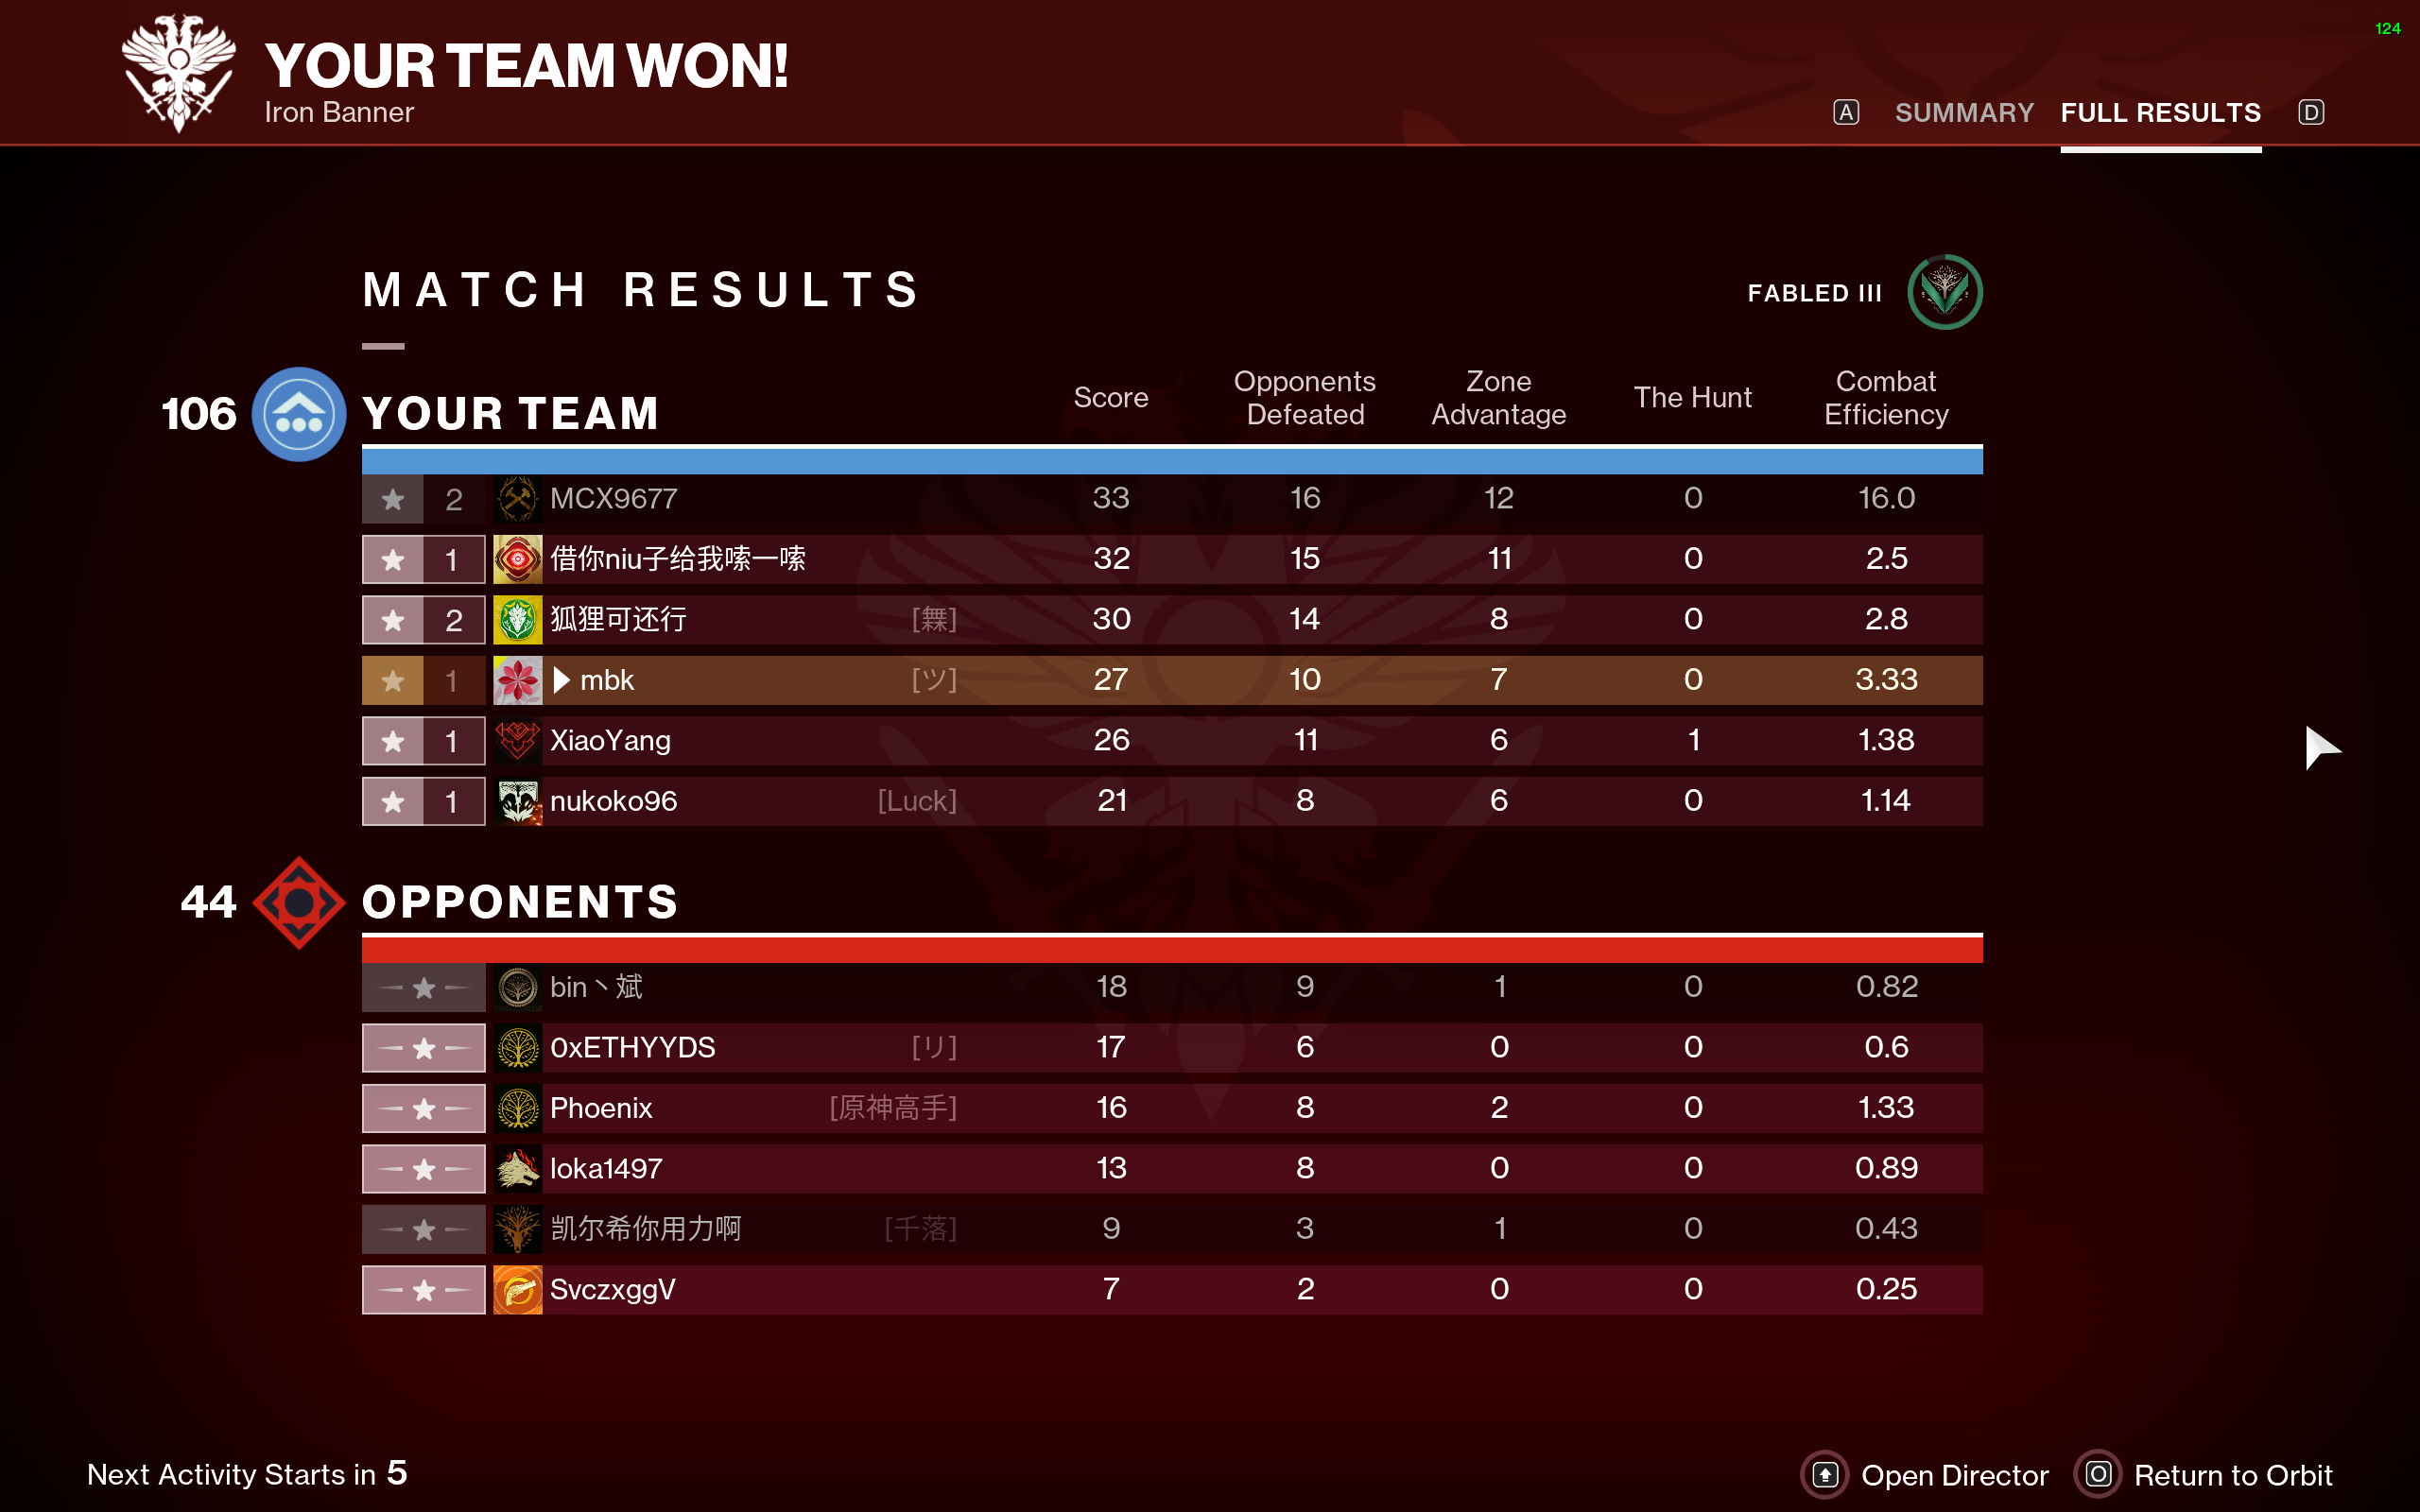 124
YOUR TEAM WON!
Iron Banner
A SUMMARY FULL RESULTS D
MATCH RESULTS
FABLED III
106 YOUR TEAM Score Opponents Defeated Zone Advantage The Hunt Combat Efficiency
2 MCX9677 33 16 12 0 16.0
1 借你niu子给我嗦一嗦 32 15 11 0 2.5
2 狐狸可还行 [舞] 30 14 8 0 2.8
1 mbk [ツ] 27 10 7 0 3.33
1 XiaoYang 26 11 6 1 1.38
1 nukoko96 [Luck] 21 8 6 0 1.14
44 OPPONENTS
bin丶斌 18 9 1 0 0.82
0xETHYYDS [リ] 17 6 0 0 0.6
Phoenix [原神高手] 16 8 2 0 1.33
loka1497 13 8 0 0 0.89
凯尔希你用力啊 [千落] 9 3 1 0 0.43
SvczxggV 7 2 0 0 0.25
Next Activity Starts in 5
Open Director O Return to Orbit